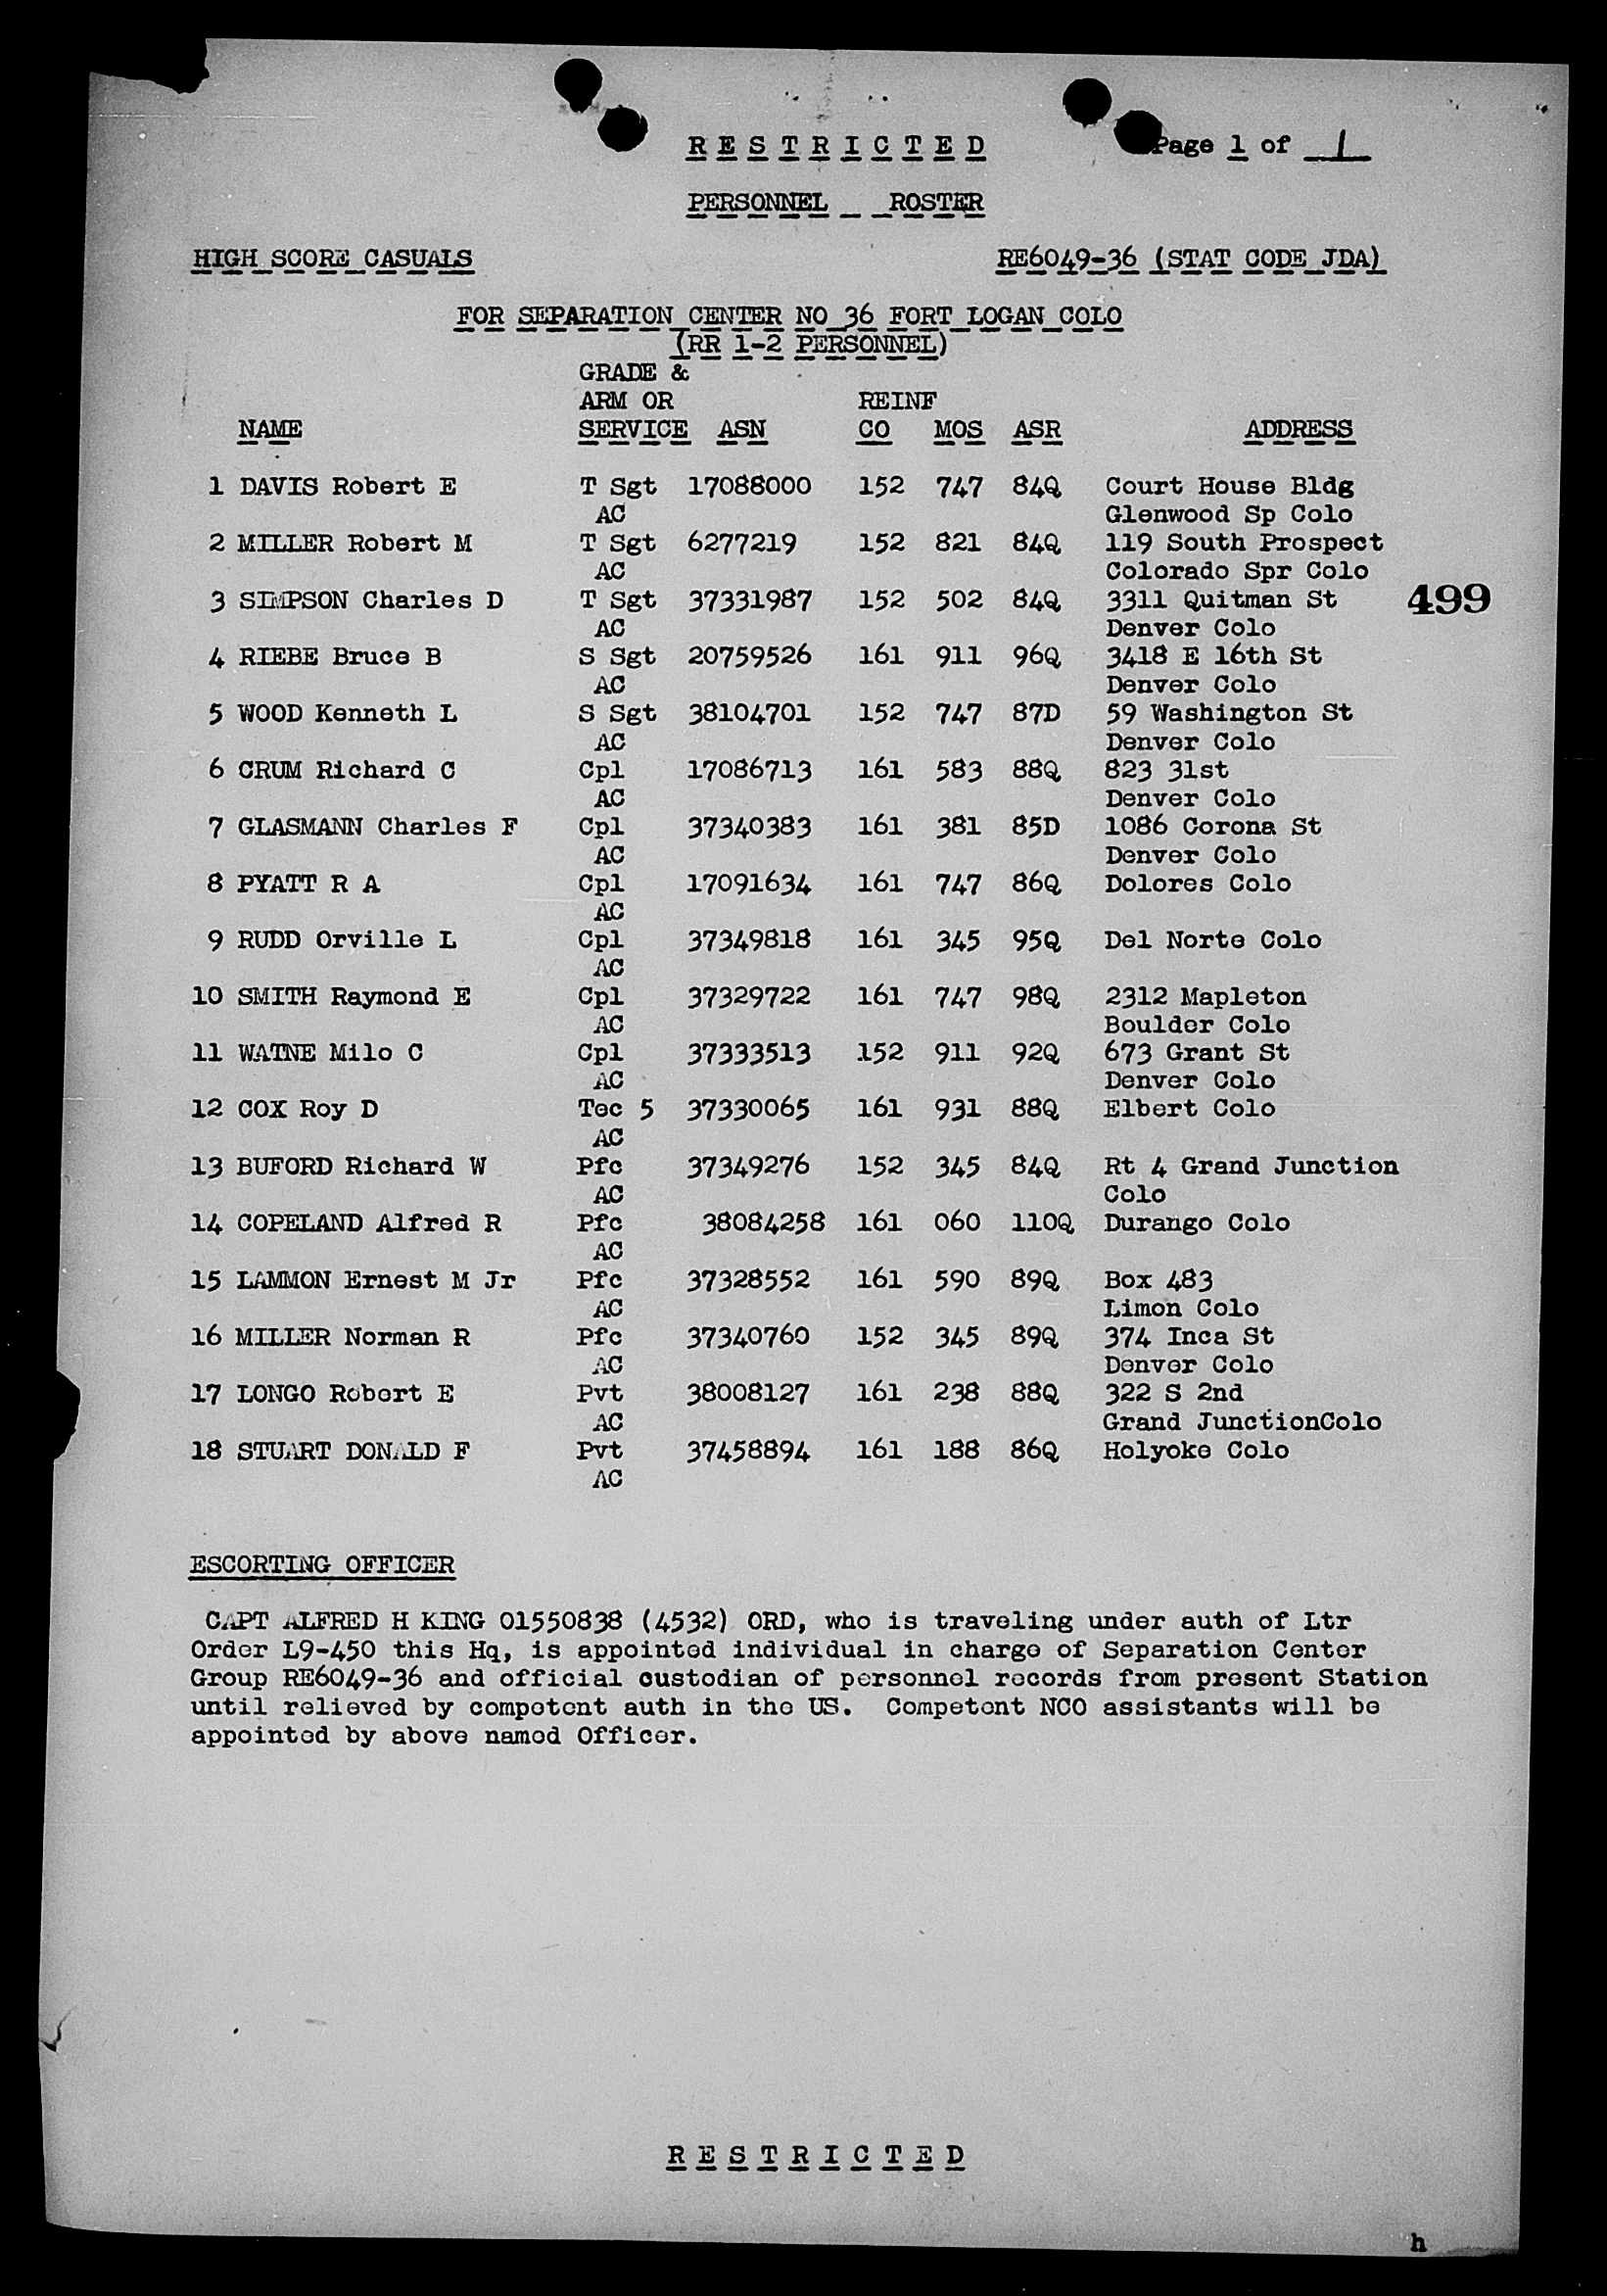 RESTRICTED Page 1 of 1
PERSONNEL ROSTER
HIGH SCORE CASUALS RE6049-36 (STAT CODE JDA)
FOR SEPARATION CENTER NO 36 FORT LOGAN COLO
(RR 1-2 PERSONNEL)
GRADE &
ARM OR REINF
NAME SERVICE ASN CO MOS ASR ADDRESS
1 DAVIS Robert E T Sgt 17088000 152 747 84Q Court House Bldg
AC Glenwood Sp Colo
2 MILLER Robert M T Sgt 6277219 152 821 84Q 119 South Prospect
AC Colorado Spr Colo
3 SIMPSON Charles D T Sgt 37331987 152 502 84Q 3311 Quitman St 499
AC Denver Colo
4 RIEBE Bruce B S Sgt 20759526 161 911 96Q 3418 E 16th St
AC Denver Colo
5 WOOD Kenneth L S Sgt 38104701 152 747 87D 59 Washington St
AC Denver Colo
6 CRUM Richard C Cpl 17086713 161 583 88Q 823 31st
AC Denver Colo
7 GLASMANN Charles F Cpl 37340383 161 381 85D 1086 Corona St
AC Denver Colo
8 PYATT R A Cpl 17091634 161 747 86Q Dolores Colo
AC
9 RUDD Orville L Cpl 37349818 161 345 95Q Del Norte Colo
AC
10 SMITH Raymond E Cpl 37329722 161 747 98Q 2312 Mapleton
AC Boulder Colo
11 WATNE Milo C Cpl 37333513 152 911 92Q 673 Grant St
AC Denver Colo
12 COX Roy D Tec 5 37330065 161 931 88Q Elbert Colo
AC
13 BUFORD Richard W Pfc 37349276 152 345 84Q Rt 4 Grand Junction
AC Colo
14 COPELAND Alfred R Pfc 38084258 161 060 110Q Durango Colo
AC
15 LAMMON Ernest M Jr Pfc 37328552 161 590 89Q Box 483
AC Limon Colo
16 MILLER Norman R Pfc 37340760 152 345 89Q 374 Inca St
AC Denver Colo
17 LONGO Robert E Pvt 38008127 161 238 88Q 322 S 2nd
AC Grand JunctionColo
18 STUART DONALD F Pvt 37458894 161 188 86Q Holyoke Colo
AC
ESCORTING OFFICER
CAPT ALFRED H KING 01550838 (4532) ORD, who is traveling under auth of Ltr
Order L9-450 this Hq, is appointed individual in charge of Separation Center
Group RE6049-36 and official custodian of personnel records from present Station
until relieved by competent auth in the US. Competent NCO assistants will be
appointed by above named Officer.
RESTRICTED
h